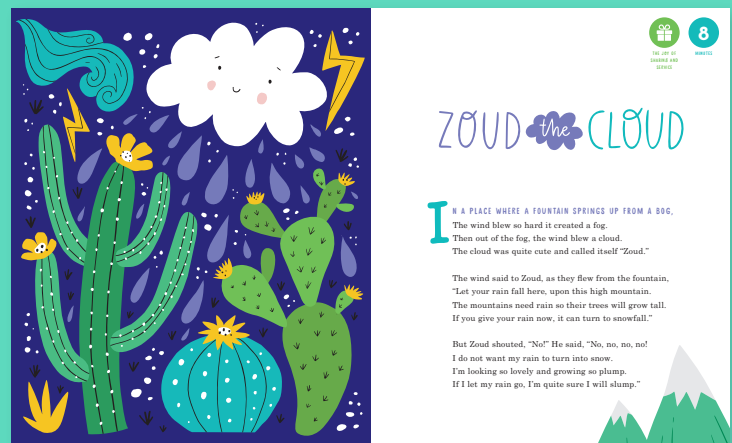 THE JOY OF
SHARING AND
SERVICE
8
MINUTES
ZOUD the CLOUD
IN A PLACE WHERE A FOUNTAIN SPRINGS UP FROM A BOG,
The wind blew so hard it created a fog.
Then out of the fog, the wind blew a cloud.
The cloud was quite cute and called itself “Zoud.”
The wind said to Zoud, as they flew from the fountain,
“Let your rain fall here, upon this high mountain.
The mountains need rain so their trees will grow tall.
If you give your rain now, it can turn to snowfall.”
But Zoud shouted, “No!” He said, “No, no, no, no!
I do not want my rain to turn into snow.
I’m looking so lovely and growing so plump.
If I let my rain go, I’m quite sure I will slump.”